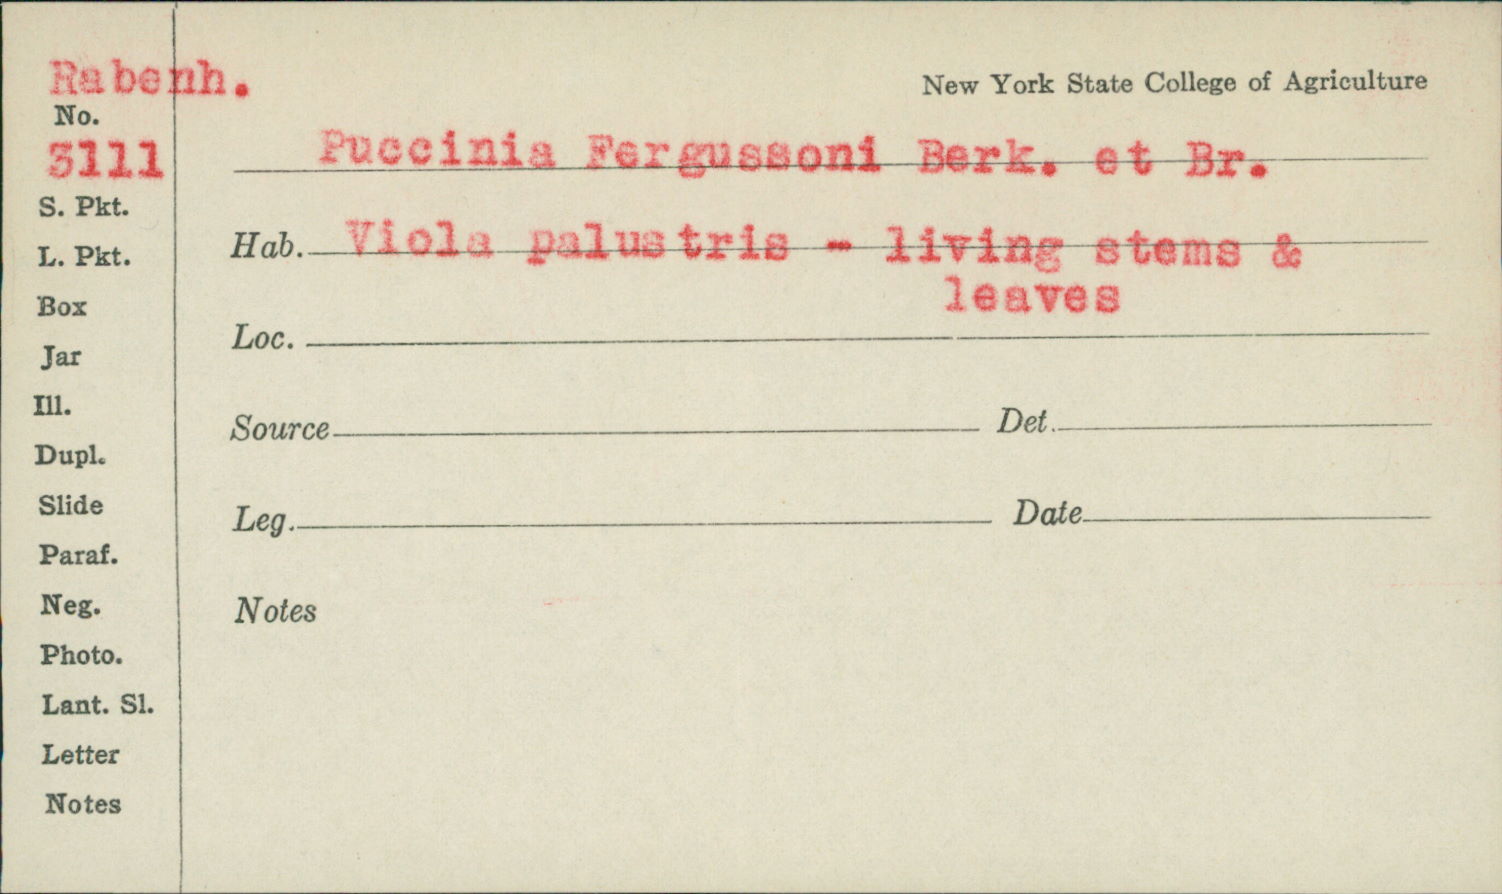 Rabenh.
New York State College of Agriculture
No.
3111
Puccinia Fergussoni Berk. et Br.
S. Pkt.
Hab. Viola palustris - living stems &
leaves
L. Pkt.
Box
Loc.
Jar
Ill.
Source Det.
Dupl.
Slide
Leg. Date
Paraf.
Neg.
Notes
Photo.
Lant. Sl.
Letter
Notes